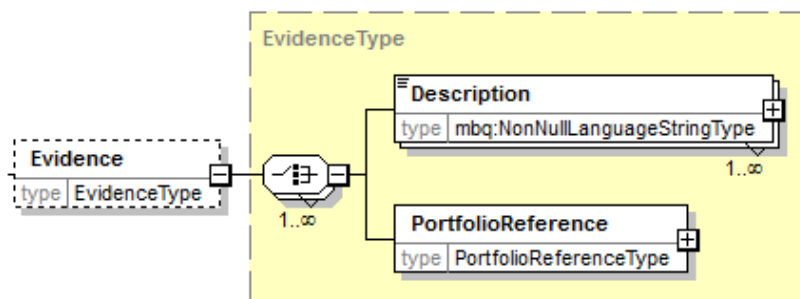 EvidenceType
Description
type mbq:NonNullLanguageStringType
1..∞
Evidence
type EvidenceType
1..∞
PortfolioReference
type PortfolioReferenceType